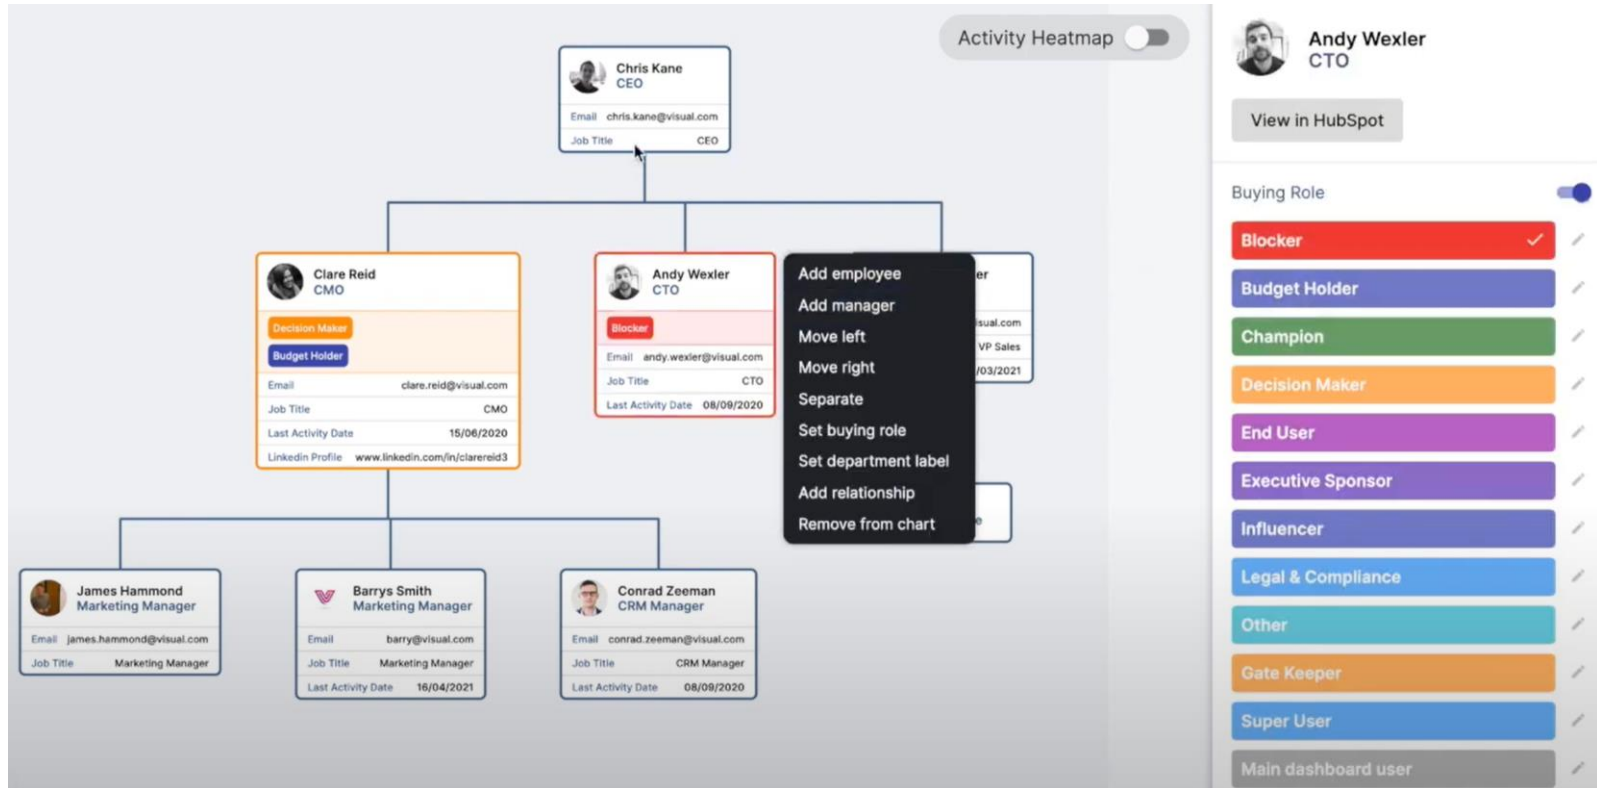 Activity Heatmap
Chris Kane
CEO
Email chris.kane@visual.com
Job Title CEO
Clare Reid
CMO
Decision Maker
Budget Holder
Email clare.reid@visual.com
Job Title CMO
Last Activity Date 15/06/2020
Linkedin Profile www.linkedin.com/in/clarereid3
Andy Wexler
CTO
Blocker
Email andy.wexler@visual.com
Job Title CTO
Last Activity Date 08/09/2020
Add employee
Add manager
Move left
Move right
Separate
Set buying role
Set department label
Add relationship
Remove from chart
er
isual.com
VP Sales
/03/2021
e
James Hammond
Marketing Manager
Email james.hammond@visual.com
Job Title Marketing Manager
Barrys Smith
Marketing Manager
Email barry@visual.com
Job Title Marketing Manager
Last Activity Date 16/04/2021
Conrad Zeeman
CRM Manager
Email conrad.zeeman@visual.com
Job Title CRM Manager
Last Activity Date 08/09/2020
Andy Wexler
CTO
View in HubSpot
Buying Role
Blocker
Budget Holder
Champion
Decision Maker
End User
Executive Sponsor
Influencer
Legal & Compliance
Other
Gate Keeper
Super User
Main dashboard user